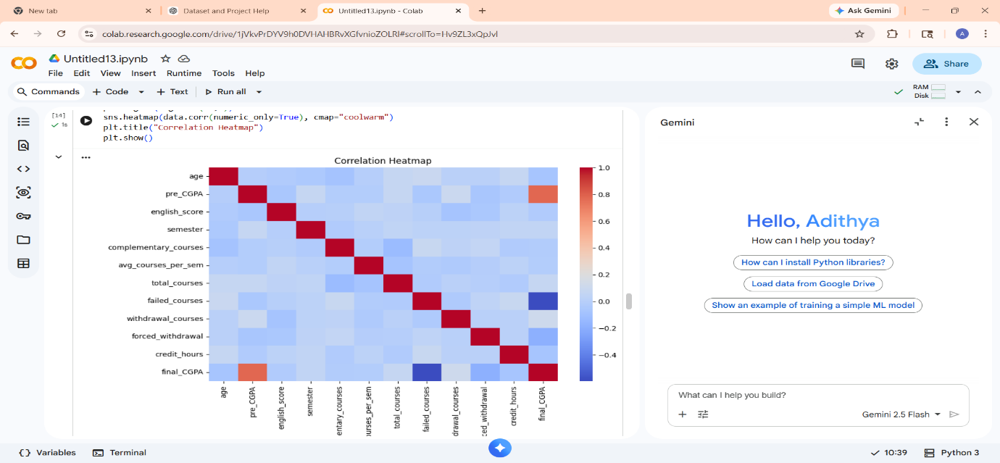 New tab
Dataset and Project Help
Untitled13.ipynb - Colab
Ask Gemini
colab.research.google.com/drive/1jVkvPrDYV9h0DVHAHBRvXGfvnioZOLRl#scrollTo=Hv9ZL3xQpJvl
A
Untitled13.ipynb
File Edit View Insert Runtime Tools Help
Share
Commands + Code + Text Run all
RAM
Disk
[14]
1s
sns.heatmap(data.corr(numeric_only=True), cmap="coolwarm")
plt.title("Correlation Heatmap")
plt.show()
Correlation Heatmap
age
pre_CGPA
english_score
semester
complementary_courses
avg_courses_per_sem
total_courses
failed_courses
withdrawal_courses
forced_withdrawal
credit_hours
final_CGPA
age
pre_CGPA
english_score
semester
entary_courses
ourses_per_sem
total_courses
failed_courses
drawal_courses
ced_withdrawal
credit_hours
final_CGPA
1.0
0.8
0.6
0.4
0.2
0.0
−0.2
−0.4
Gemini
Hello, Adithya
How can I help you today?
How can I install Python libraries?
Load data from Google Drive
Show an example of training a simple ML model
What can I help you build?
Gemini 2.5 Flash
Variables
Terminal
10:39
Python 3